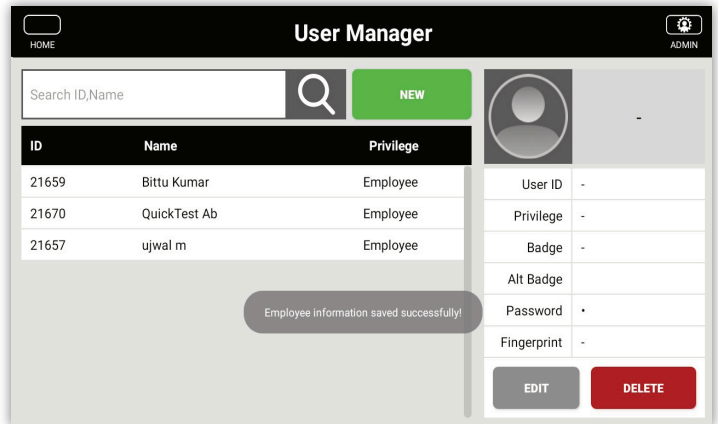 User Manager
HOME
ADMIN
Search ID,Name
NEW
ID Name Privilege
21659 Bittu Kumar Employee
21670 QuickTest Ab Employee
21657 ujwal m Employee
Employee information saved successfully!
-
User ID -
Privilege -
Badge -
Alt Badge
Password •
Fingerprint -
EDIT
DELETE